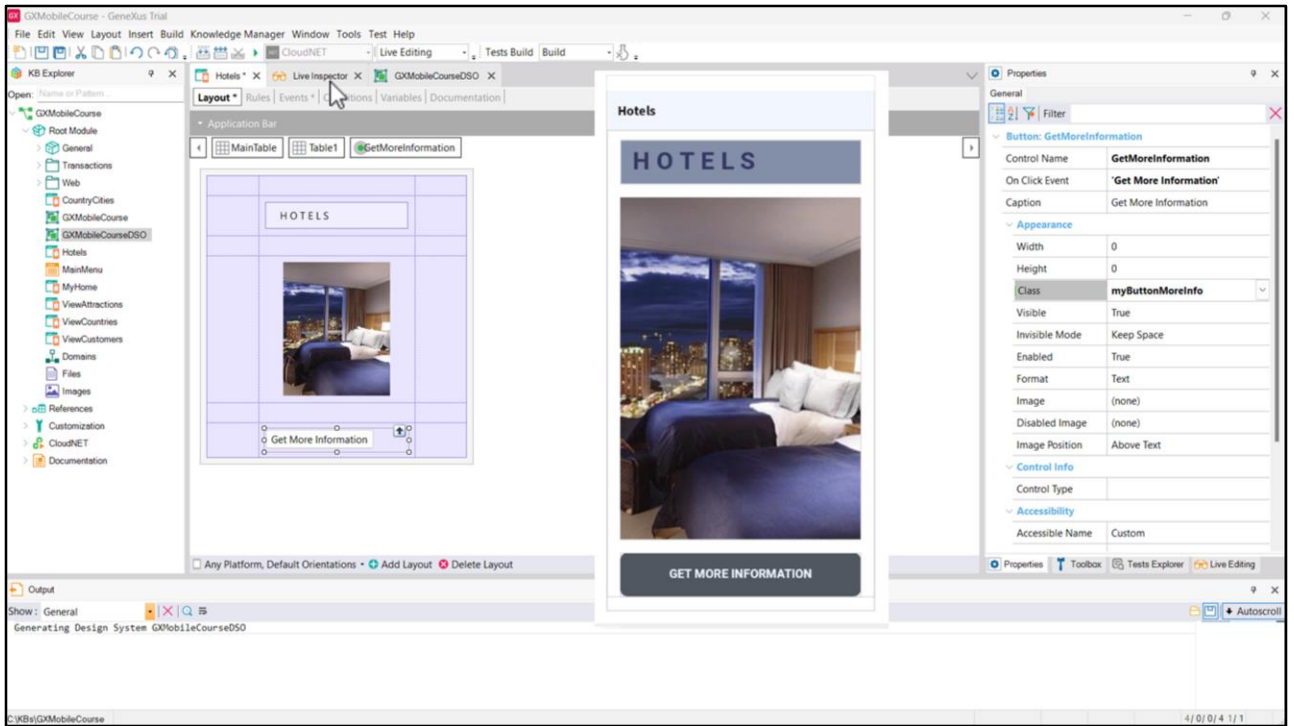 GX GXMobileCourse - GeneXus Trial
File Edit View Layout Insert Build Knowledge Manager Window Tools Test Help
CloudNET Live Editing Tests Build Build
KB Explorer
Open: Name or Pattern...
GXMobileCourse
Root Module
General
Transactions
Web
CountryCities
GXMobileCourse
GXMobileCourseDSO
Hotels
MainMenu
MyHome
ViewAttractions
ViewCountries
ViewCustomers
Domains
Files
Images
References
Customization
CloudNET
Documentation
Hotels * Live Inspector GXMobileCourseDSO
Layout * Rules Events * Variables Documentation
Application Bar
MainTable Table1 GetMoreInformation
HOTELS
Get More Information
Any Platform, Default Orientations Add Layout Delete Layout
Hotels
HOTELS
GET MORE INFORMATION
Properties
General
Filter
Button: GetMoreInformation
Control Name GetMoreInformation
On Click Event 'Get More Information'
Caption Get More Information
Appearance
Width 0
Height 0
Class myButtonMoreInfo
Visible True
Invisible Mode Keep Space
Enabled True
Format Text
Image (none)
Disabled Image (none)
Image Position Above Text
Control Info
Control Type
Accessibility
Accessible Name Custom
Properties Toolbox Tests Explorer Live Editing
Output
Show: General Autoscroll
Generating Design System GXMobileCourseDSO
C:\KBs\GXMobileCourse 4/0/0/4 1/1